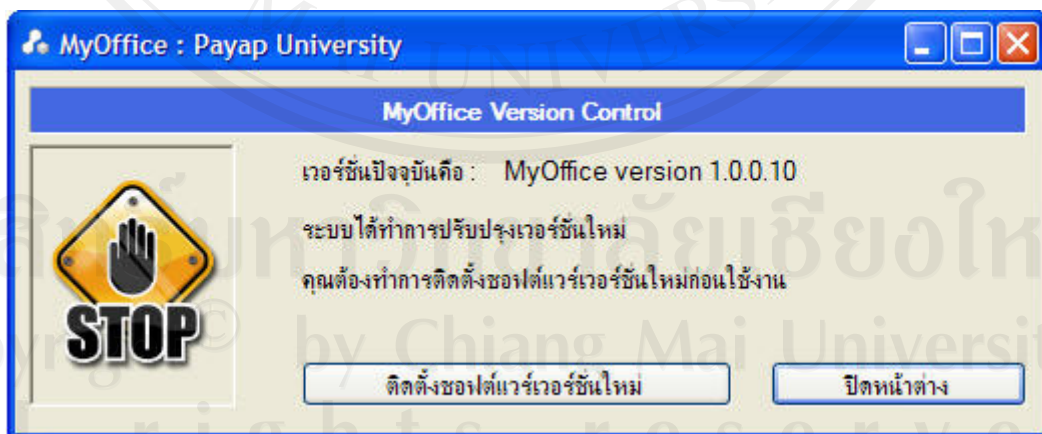 MyOffice : Payap University
MyOffice Version Control
เวอร์ชั่นปัจจุบันคือ : MyOffice version 1.0.0.10
ระบบได้ทำการปรับปรุงเวอร์ชั่นใหม่
คุณต้องทำการติดตั้งซอฟต์แวร์เวอร์ชั่นใหม่ก่อนใช้งาน
STOP
ติดตั้งซอฟต์แวร์เวอร์ชั่นใหม่
ปิดหน้าต่าง
by Chiang Mai Universit